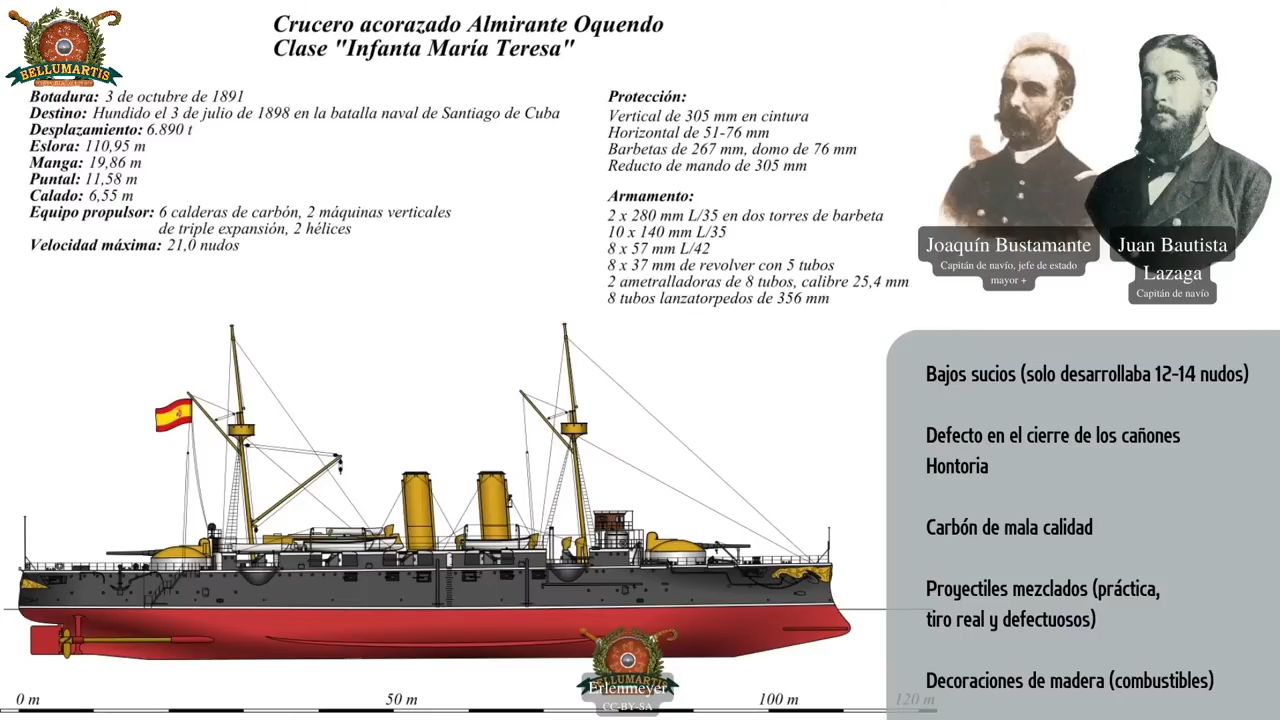 BELLUMARTIS
Crucero acorazado Almirante Oquendo
Clase "Infanta María Teresa"
Botadura: 3 de octubre de 1891
Destino: Hundido el 3 de julio de 1898 en la batalla naval de Santiago de Cuba
Desplazamiento: 6.890 t
Eslora: 110,95 m
Manga: 19,86 m
Puntal: 11,58 m
Calado: 6,55 m
Equipo propulsor: 6 calderas de carbón, 2 máquinas verticales
de triple expansión, 2 hélices
Velocidad máxima: 21,0 nudos
Protección:
Vertical de 305 mm en cintura
Horizontal de 51-76 mm
Barbetas de 267 mm, domo de 76 mm
Reducto de mando de 305 mm
Armamento:
2 x 280 mm L/35 en dos torres de barbeta
10 x 140 mm L/35
8 x 57 mm L/42
8 x 37 mm de revolver con 5 tubos
2 ametralladoras de 8 tubos, calibre 25,4 mm
8 tubos lanzatorpedos de 356 mm
Joaquín Bustamante
Capitán de navío, jefe de estado
mayor +
Juan Bautista
Lazaga
Capitán de navío
Bajos sucios (solo desarrollaba 12-14 nudos)
Defecto en el cierre de los cañones
Hontoria
Carbón de mala calidad
Proyectiles mezclados (práctica,
tiro real y defectuosos)
Decoraciones de madera (combustibles)
BELLUMARTIS
Erlenmeyer
CC-BY-SA
0 m
50 m
100 m
120 m